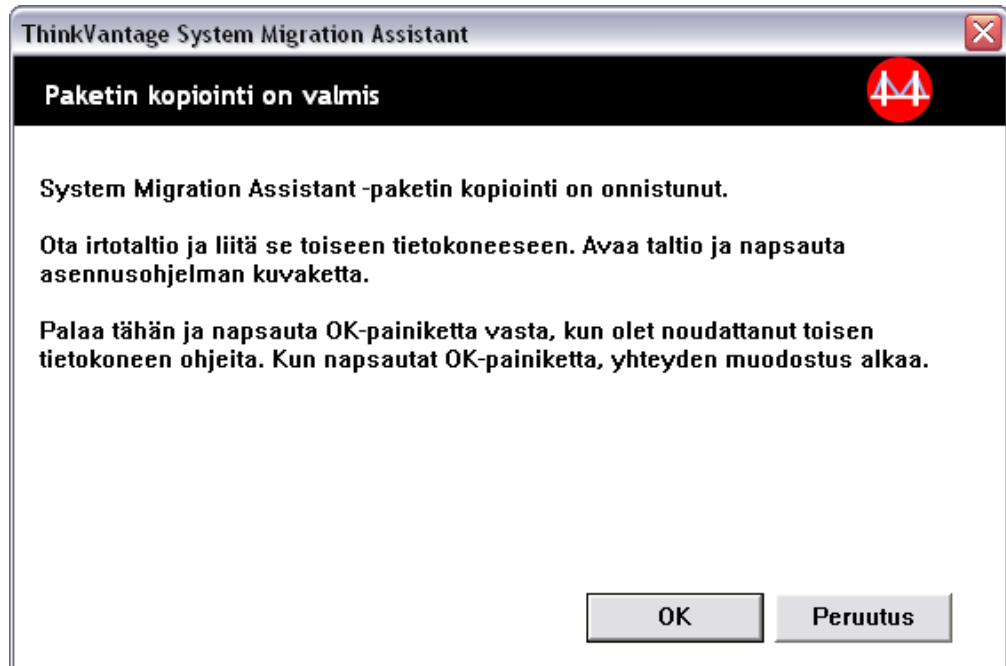 ThinkVantage System Migration Assistant
Paketin kopiointi on valmis
System Migration Assistant -paketin kopiointi on onnistunut.
Ota irtotaltio ja liitä se toiseen tietokoneeseen. Avaa taltio ja napsauta
asennusohjelman kuvaketta.
Palaa tähän ja napsauta OK-painiketta vasta, kun olet noudattanut toisen
tietokoneen ohjeita. Kun napsautat OK-painiketta, yhteyden muodostus alkaa.
OK
Peruutus